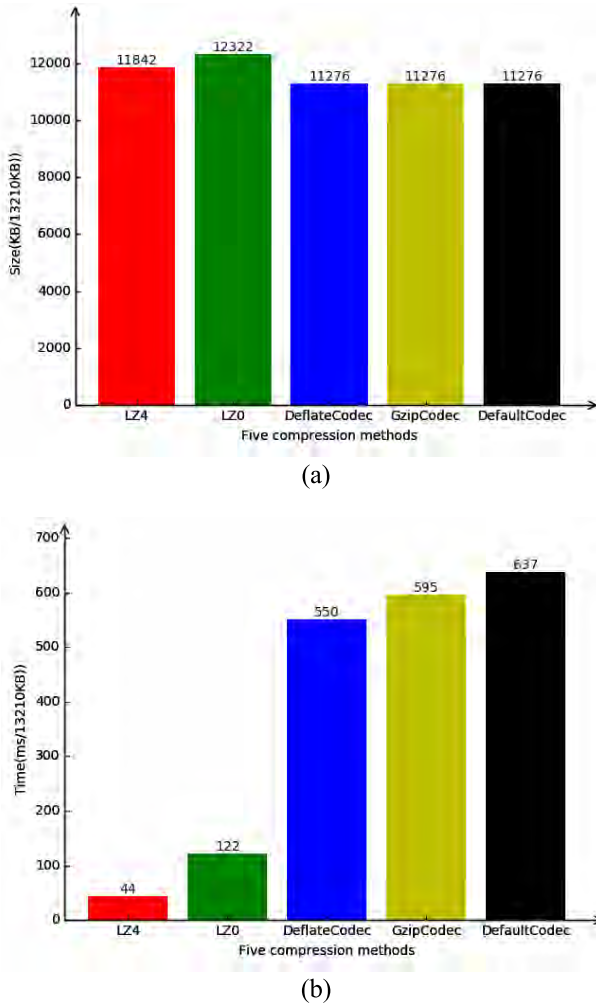 12322
11842
11276 11276 11276
12000
10000
8000
6000
4000
2000
0
Size(KB/13210KB))
LZ4 LZ0 DeflateCodec GzipCodec DefaultCodec
Five compression methods
(a)
700
637
600
595
550
500
400
300
200
122
100
44
0
Time(ms/13210KB))
LZ4 LZ0 DeflateCodec GzipCodec DefaultCodec
Five compression methods
(b)